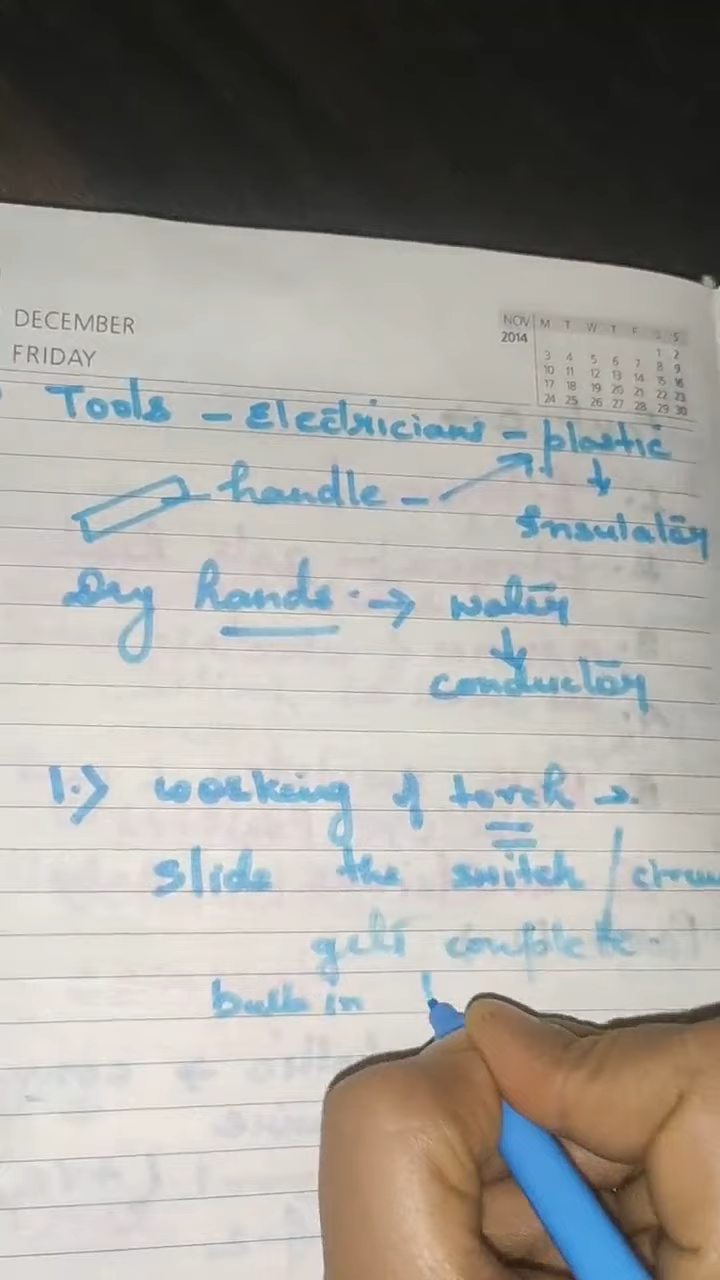 DECEMBER
FRIDAY
NOV 2014 M T W T F S S
1 2
3 4 5 6 7 8 9
10 11 12 13 14 15 16
17 18 19 20 21 22 23
24 25 26 27 28 29 30
Tools - Electricians - plastic
handle -
Insulator
Dry hands → water
conductor
1.) working of torch →
slide the switch /
gets complete.
bulb in